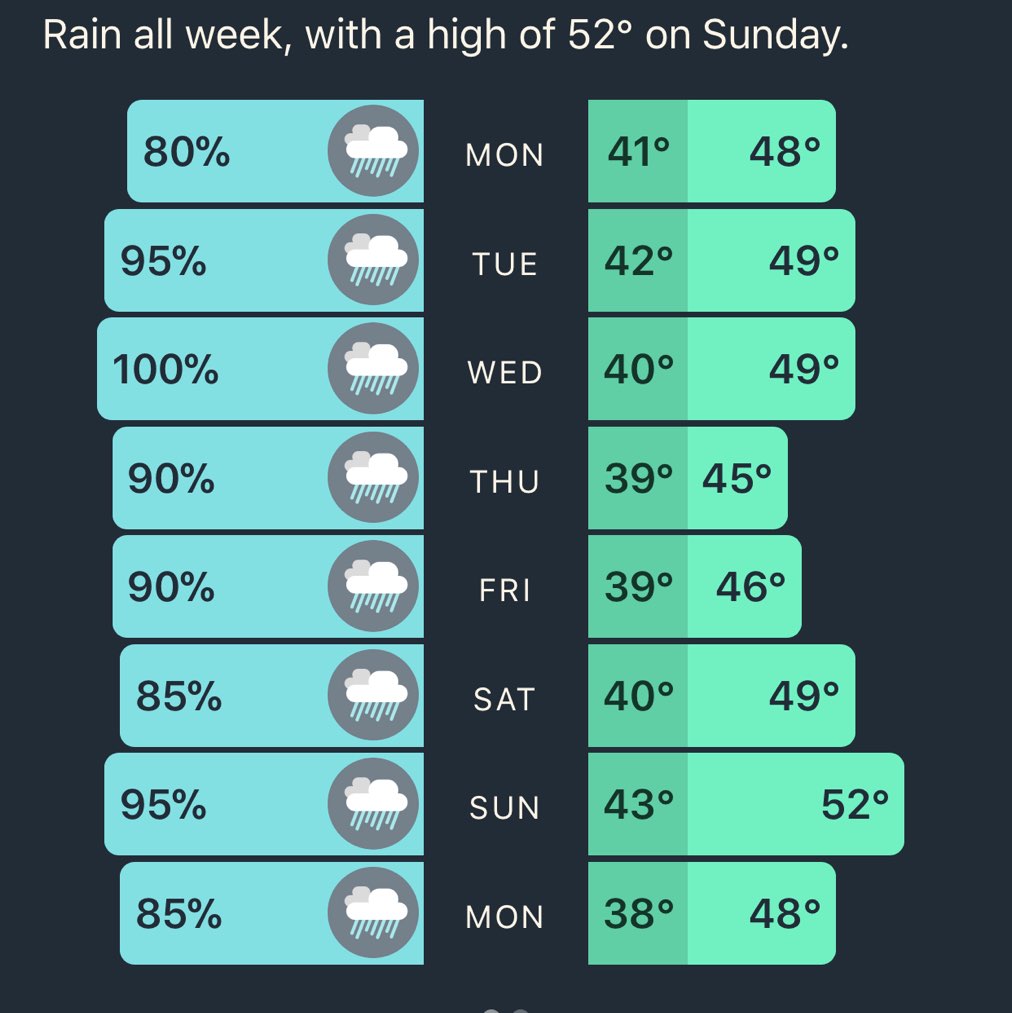 Rain all week, with a high of 52° on Sunday.
80% MON 41° 48°
95% TUE 42° 49°
100% WED 40° 49°
90% THU 39° 45°
90% FRI 39° 46°
85% SAT 40° 49°
95% SUN 43° 52°
85% MON 38° 48°